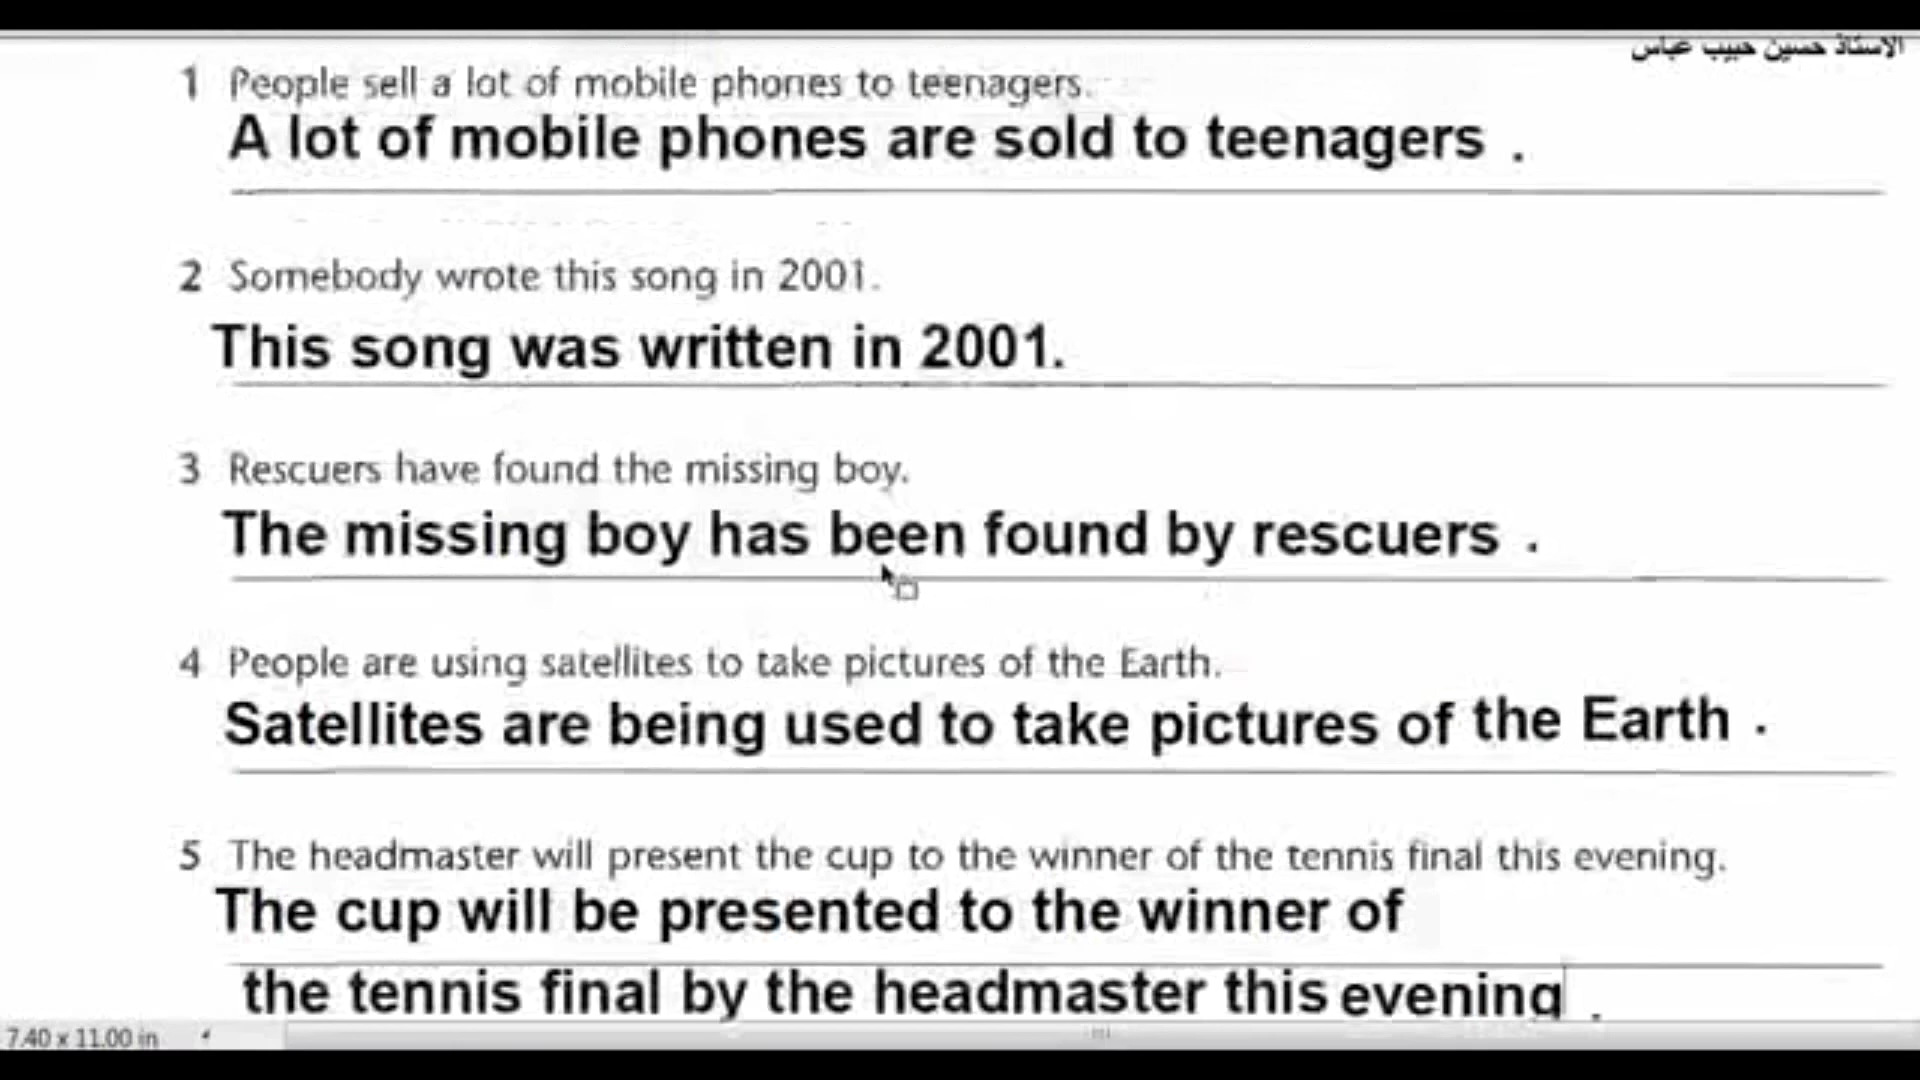 الاستاذ حسين حبيب عباس
1 People sell a lot of mobile phones to teenagers.
A lot of mobile phones are sold to teenagers .
2 Somebody wrote this song in 2001.
This song was written in 2001.
3 Rescuers have found the missing boy.
The missing boy has been found by rescuers .
4 People are using satellites to take pictures of the Earth.
Satellites are being used to take pictures of the Earth .
5 The headmaster will present the cup to the winner of the tennis final this evening.
The cup will be presented to the winner of
the tennis final by the headmaster this evening .
7.40 x 11.00 in